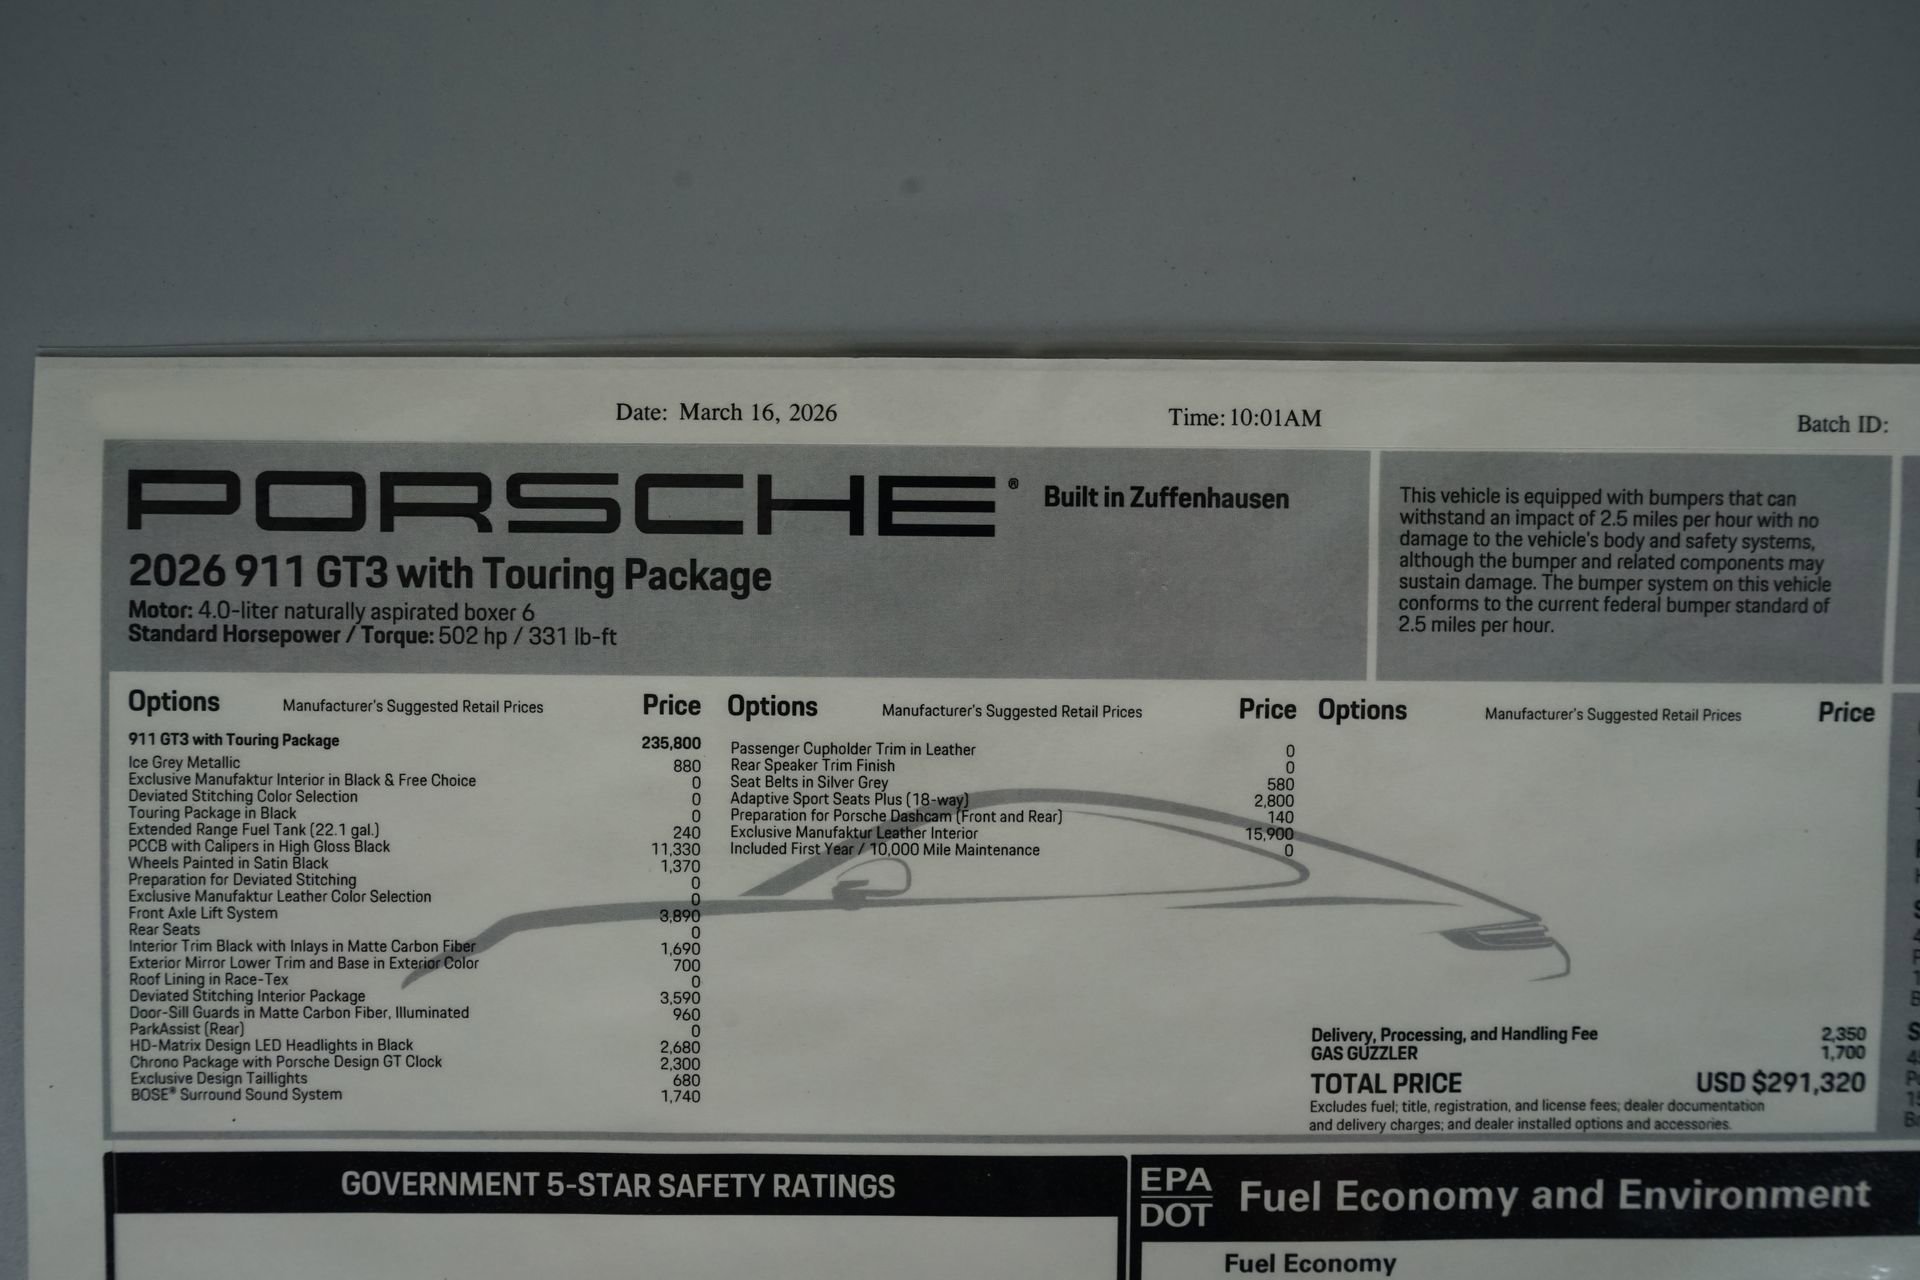 Date: March 16, 2026
Time: 10:01AM
Batch ID:
PORSCHE®
Built in Zuffenhausen
2026 911 GT3 with Touring Package
Motor: 4.0-liter naturally aspirated boxer 6
Standard Horsepower / Torque: 502 hp / 331 lb-ft
This vehicle is equipped with bumpers that can
withstand an impact of 2.5 miles per hour with no
damage to the vehicle's body and safety systems,
although the bumper and related components may
sustain damage. The bumper system on this vehicle
conforms to the current federal bumper standard of
2.5 miles per hour.
Options Manufacturer's Suggested Retail Prices Price
911 GT3 with Touring Package 235,800
Ice Grey Metallic 880
Exclusive Manufaktur Interior in Black & Free Choice 0
Deviated Stitching Color Selection 0
Touring Package in Black 0
Extended Range Fuel Tank (22.1 gal.) 240
PCCB with Calipers in High Gloss Black 11,330
Wheels Painted in Satin Black 1,370
Preparation for Deviated Stitching 0
Exclusive Manufaktur Leather Color Selection 0
Front Axle Lift System 3,890
Rear Seats 0
Interior Trim Black with Inlays in Matte Carbon Fiber 1,690
Exterior Mirror Lower Trim and Base in Exterior Color 700
Roof Lining in Race-Tex 0
Deviated Stitching Interior Package 3,590
Door-Sill Guards in Matte Carbon Fiber, Illuminated 960
ParkAssist (Rear) 0
HD-Matrix Design LED Headlights in Black 2,680
Chrono Package with Porsche Design GT Clock 2,300
Exclusive Design Taillights 680
BOSE® Surround Sound System 1,740
Options Manufacturer's Suggested Retail Prices Price
Passenger Cupholder Trim in Leather 0
Rear Speaker Trim Finish 0
Seat Belts in Silver Grey 580
Adaptive Sport Seats Plus (18-way) 2,800
Preparation for Porsche Dashcam (Front and Rear) 140
Exclusive Manufaktur Leather Interior 15,900
Included First Year / 10,000 Mile Maintenance 0
Options Manufacturer's Suggested Retail Prices Price
Delivery, Processing, and Handling Fee 2,350
GAS GUZZLER 1,700
TOTAL PRICE USD $291,320
Excludes fuel; title, registration, and license fees; dealer documentation
and delivery charges; and dealer installed options and accessories.
GOVERNMENT 5-STAR SAFETY RATINGS
EPA
DOT
Fuel Economy and Environment
Fuel Economy